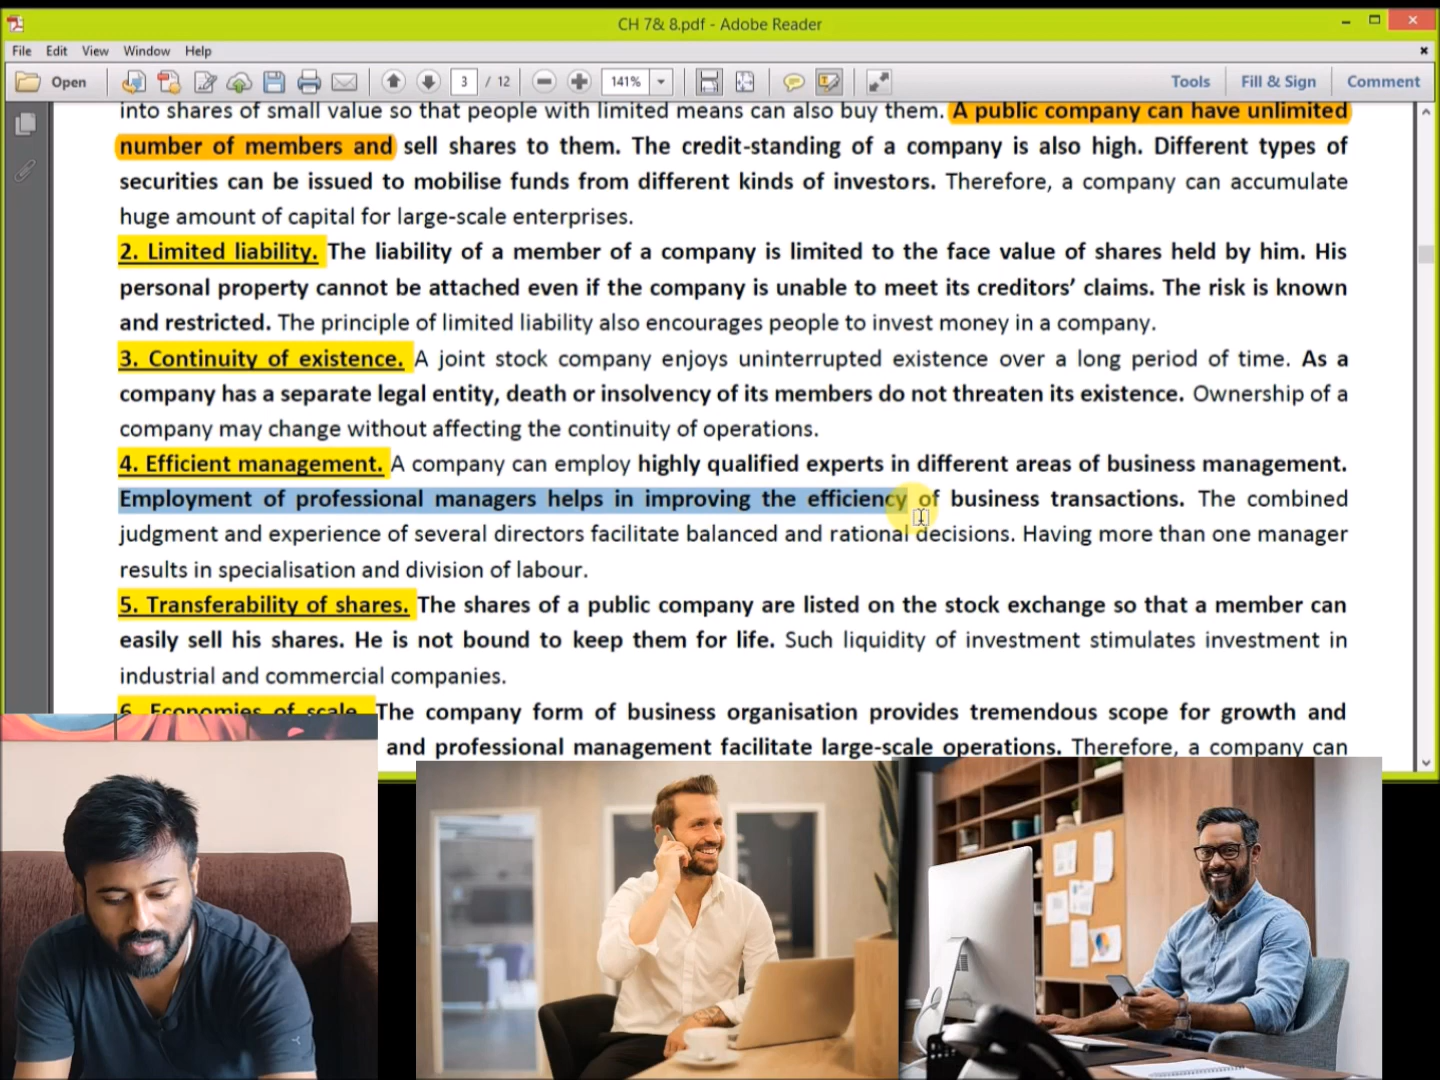 CH 7& 8.pdf - Adobe Reader
File Edit View Window Help
Open 3 / 12 141% Tools Fill & Sign Comment
into shares of small value so that people with limited means can also buy them. A public company can have unlimited
number of members and sell shares to them. The credit-standing of a company is also high. Different types of
securities can be issued to mobilise funds from different kinds of investors. Therefore, a company can accumulate
huge amount of capital for large-scale enterprises.
2. Limited liability. The liability of a member of a company is limited to the face value of shares held by him. His
personal property cannot be attached even if the company is unable to meet its creditors’ claims. The risk is known
and restricted. The principle of limited liability also encourages people to invest money in a company.
3. Continuity of existence. A joint stock company enjoys uninterrupted existence over a long period of time. As a
company has a separate legal entity, death or insolvency of its members do not threaten its existence. Ownership of a
company may change without affecting the continuity of operations.
4. Efficient management. A company can employ highly qualified experts in different areas of business management.
Employment of professional managers helps in improving the efficiency of business transactions. The combined
judgment and experience of several directors facilitate balanced and rational decisions. Having more than one manager
results in specialisation and division of labour.
5. Transferability of shares. The shares of a public company are listed on the stock exchange so that a member can
easily sell his shares. He is not bound to keep them for life. Such liquidity of investment stimulates investment in
industrial and commercial companies.
6. Economies of scale. The company form of business organisation provides tremendous scope for growth and
and professional management facilitate large-scale operations. Therefore, a company can